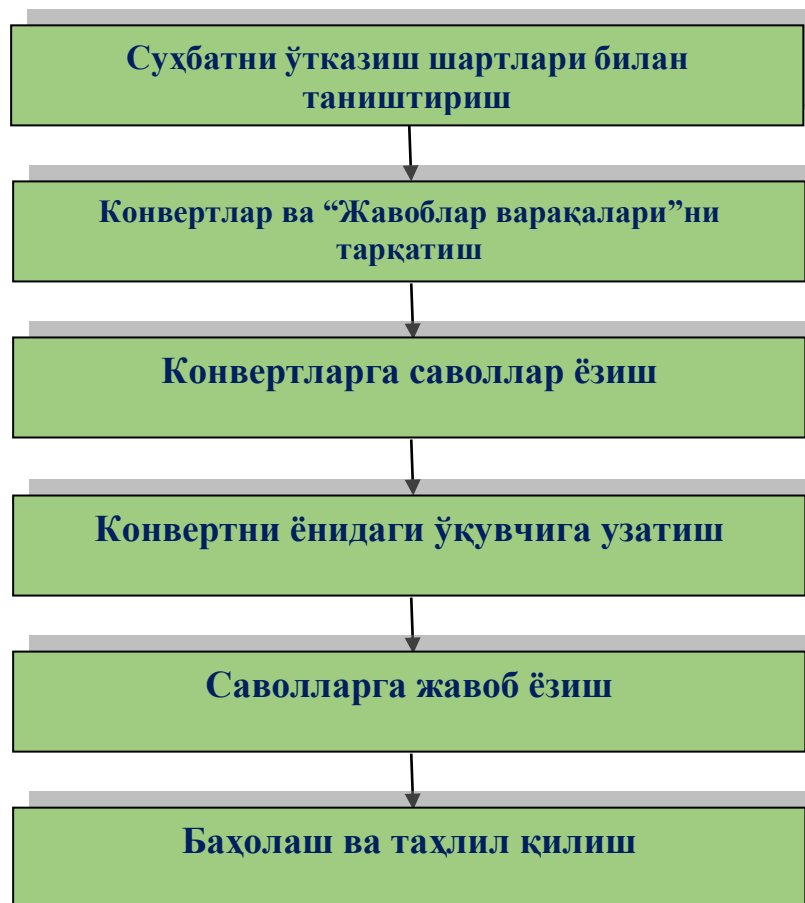 Суҳбатни ўтказиш шартлари билан
таништириш
Конвертлар ва “Жавоблар варақалари”ни
тарқатиш
Конвертларга саволлар ёзиш
Конвертни ёнидаги ўқувчига узатиш
Саволларга жавоб ёзиш
Баҳолаш ва таҳлил қилиш